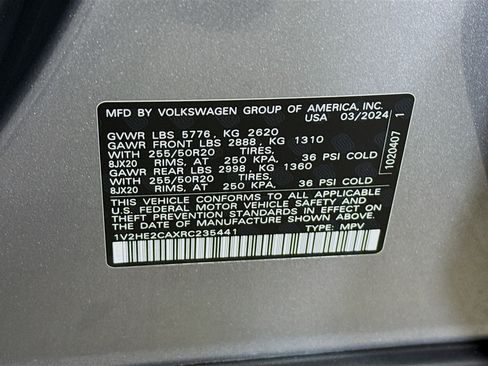 MFD BY VOLKSWAGEN GROUP OF AMERICA, INC.
USA 03/2024
GVWR LBS 5776, KG 2620
GAWR FRONT LBS 2888, KG 1310
WITH 255/50R20 TIRES.
8JX20 RIMS, AT 250 KPA, 36 PSI COLD
GAWR REAR LBS 2998, KG 1360
WITH 255/50R20 TIRES.
8JX20 RIMS, AT 250 KPA, 36 PSI COLD
THIS VEHICLE CONFORMS TO ALL APPLICABLE
U.S. FEDERAL MOTOR VEHICLE SAFETY AND
THEFT PREVENTION STANDARDS IN EFFECT
ON THE DATE OF MANUFACTURE SHOWN ABOVE.
1V2HE2CAXRC235441 TYPE: MPV
1020407 1